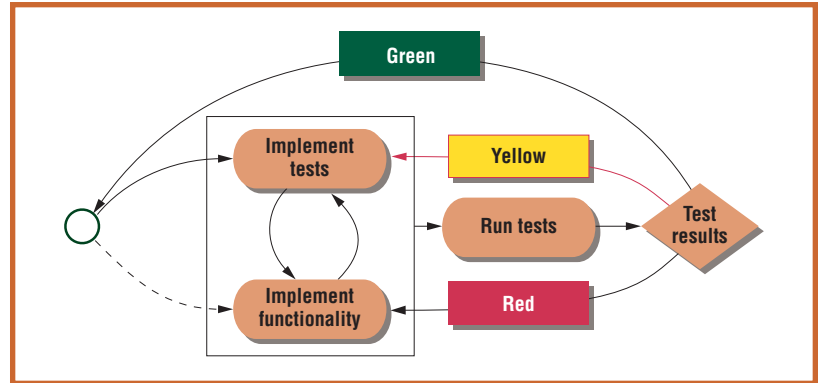 Green
Implement
tests
Yellow
Run tests
Test
results
Implement
functionality
Red